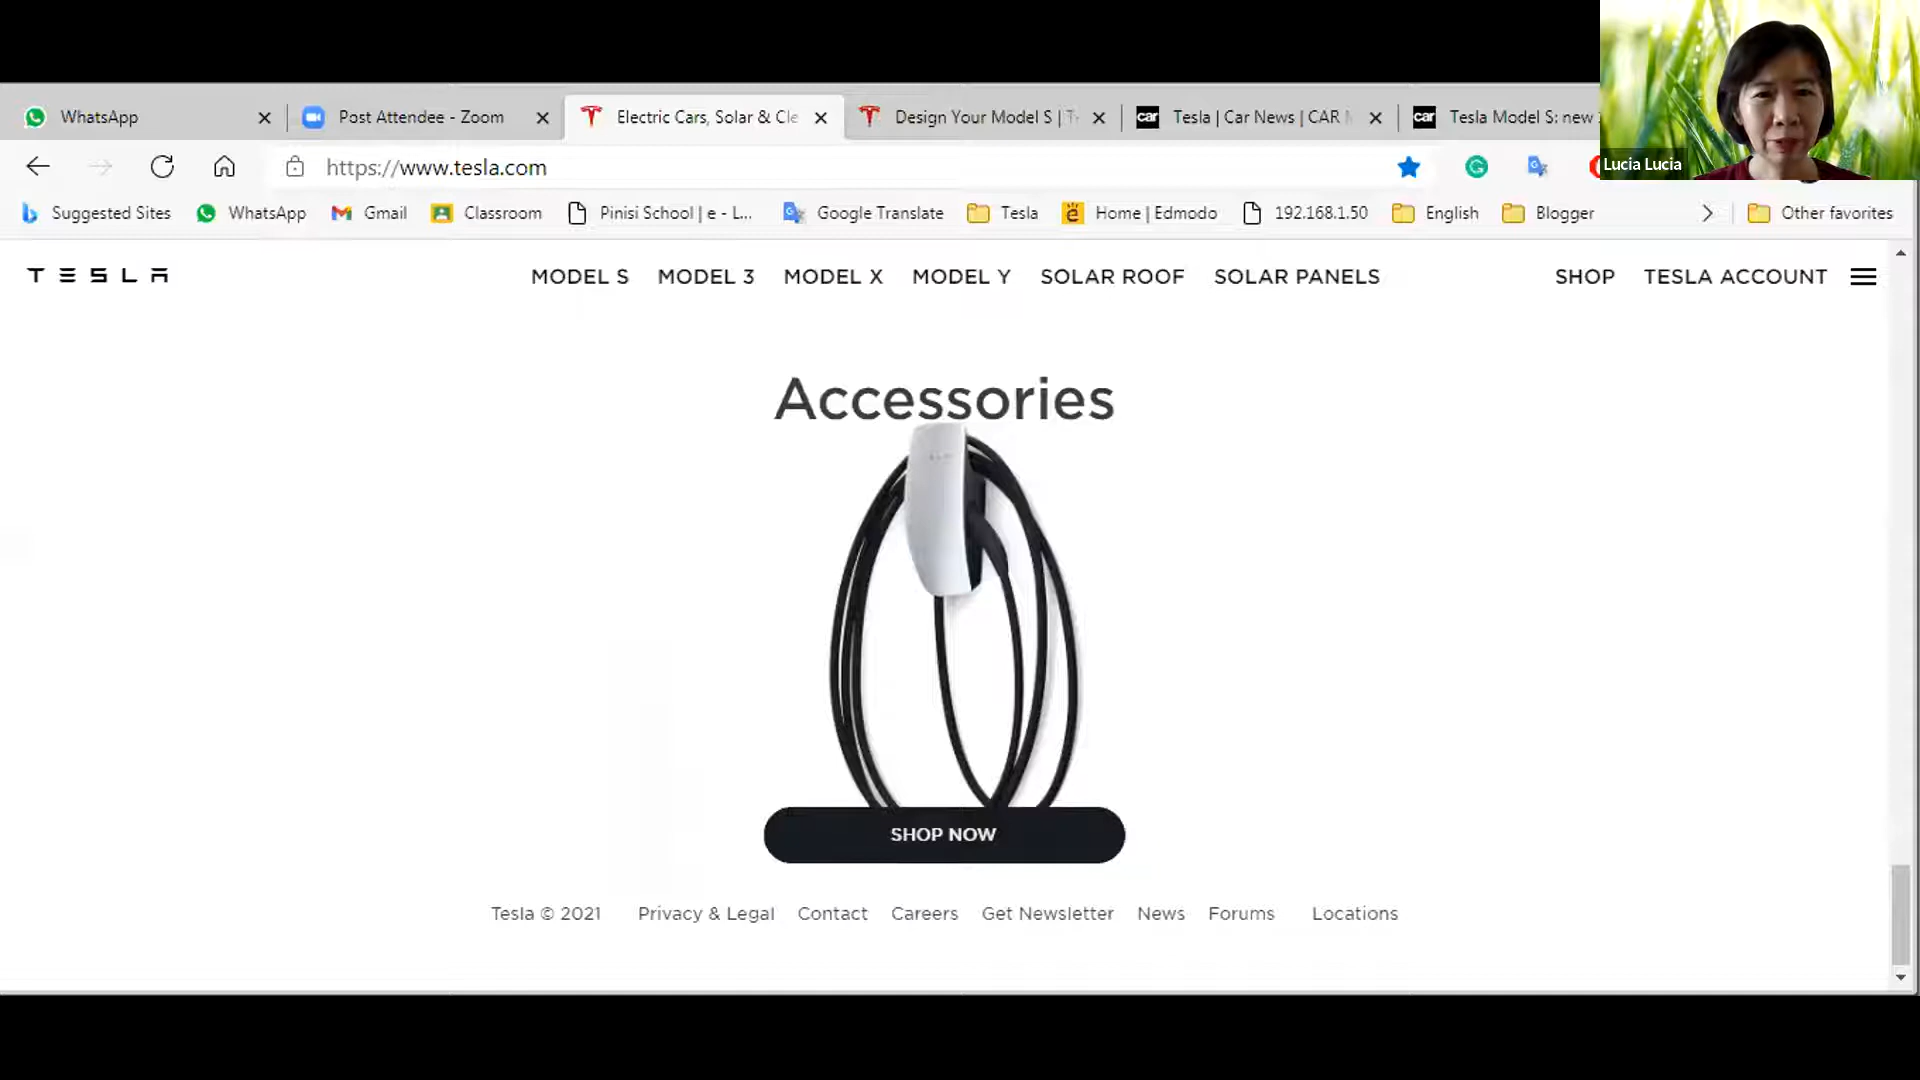 WhatsApp Post Attendee - Zoom Electric Cars, Solar & Cle Design Your Model S | T Tesla | Car News | CAR Tesla Model S: new
https://www.tesla.com
Lucia Lucia
Suggested Sites WhatsApp Gmail Classroom Pinisi School | e - L... Google Translate Tesla Home | Edmodo 192.168.1.50 English Blogger Other favorites
TESLA MODEL S MODEL 3 MODEL X MODEL Y SOLAR ROOF SOLAR PANELS SHOP TESLA ACCOUNT
Accessories
SHOP NOW
Tesla © 2021 Privacy & Legal Contact Careers Get Newsletter News Forums Locations